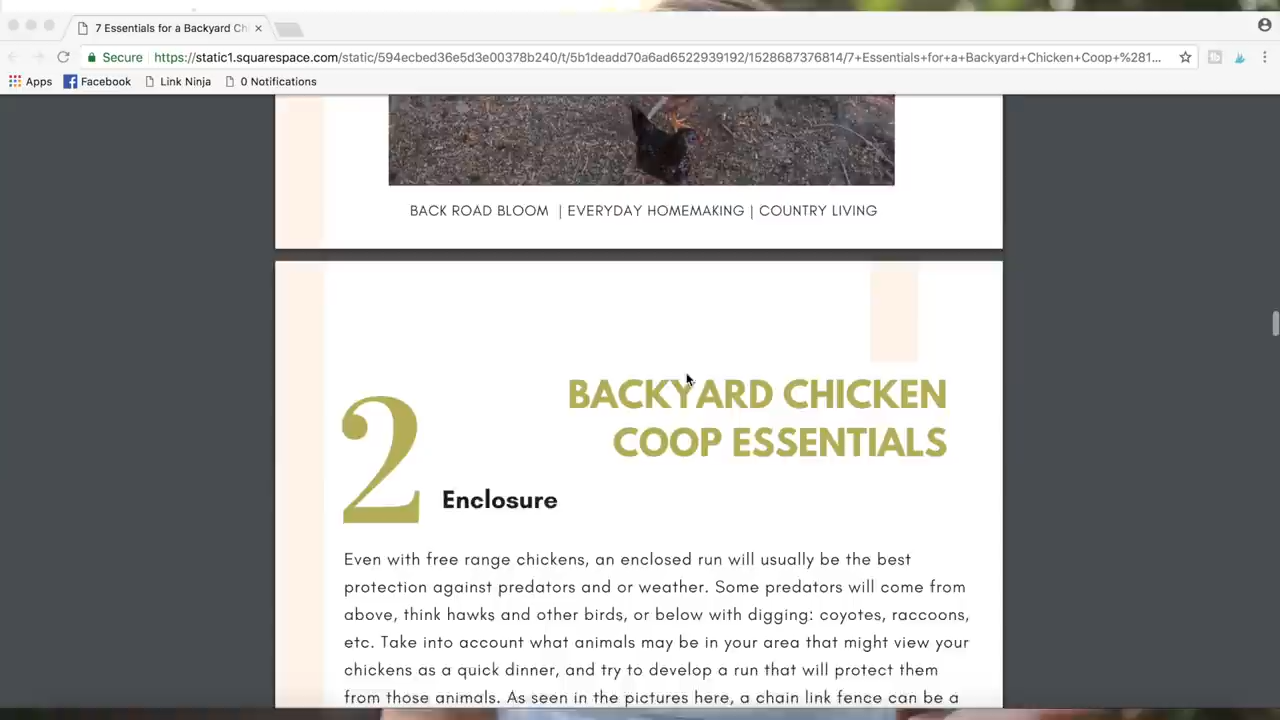 7 Essentials for a Backyard Ch
Secure https://static1.squarespace.com/static/594ecbed36e5d3e00378b240/t/5b1deadd70a6ad6522939192/1528687376814/7+Essentials+for+a+Backyard+Chicken+Coop+%281...
Apps Facebook Link Ninja 0 Notifications
BACK ROAD BLOOM | EVERYDAY HOMEMAKING | COUNTRY LIVING
BACKYARD CHICKEN
COOP ESSENTIALS
2 Enclosure
Even with free range chickens, an enclosed run will usually be the best
protection against predators and or weather. Some predators will come from
above, think hawks and other birds, or below with digging: coyotes, raccoons,
etc. Take into account what animals may be in your area that might view your
chickens as a quick dinner, and try to develop a run that will protect them
from those animals. As seen in the pictures here, a chain link fence can be a